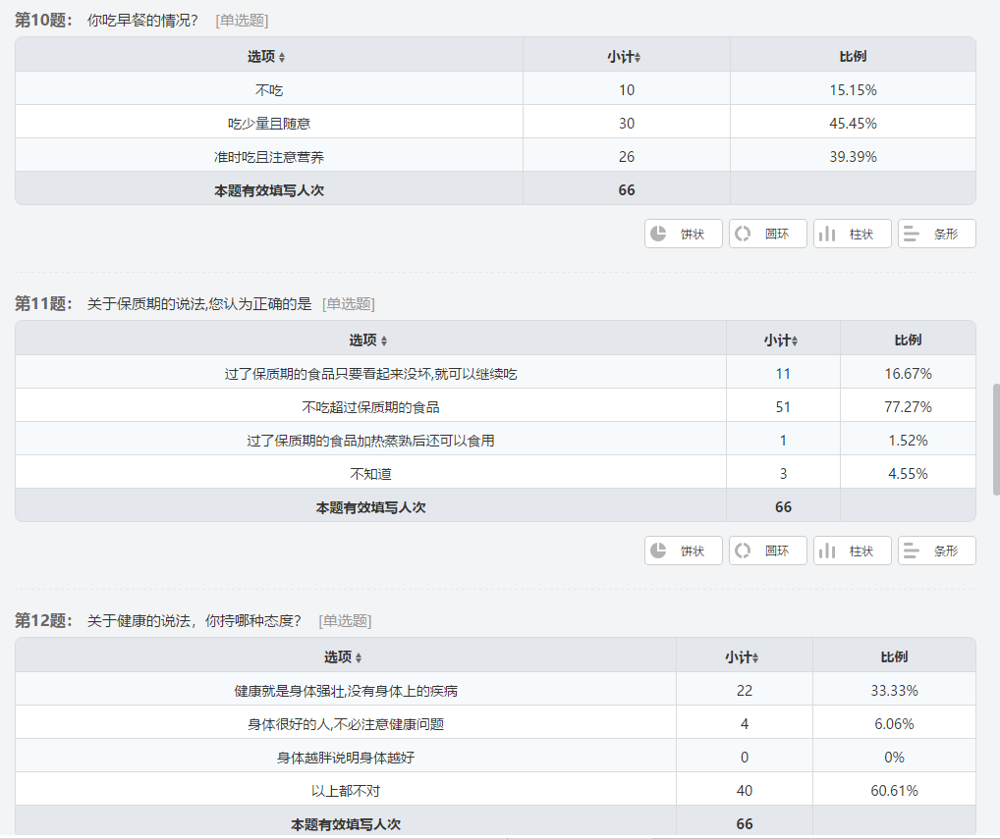 第10题： 你吃早餐的情况？ [单选题]
选项 小计 比例
不吃 10 15.15%
吃少量且随意 30 45.45%
准时吃且注意营养 26 39.39%
本题有效填写人次 66
饼状 圆环 柱状 条形
第11题： 关于保质期的说法,您认为正确的是 [单选题]
选项 小计 比例
过了保质期的食品只要看起来没坏,就可以继续吃 11 16.67%
不吃超过保质期的食品 51 77.27%
过了保质期的食品加热蒸熟后还可以食用 1 1.52%
不知道 3 4.55%
本题有效填写人次 66
饼状 圆环 柱状 条形
第12题： 关于健康的说法，你持哪种态度？ [单选题]
选项 小计 比例
健康就是身体强壮,没有身体上的疾病 22 33.33%
身体很好的人,不必注意健康问题 4 6.06%
身体越胖说明身体越好 0 0%
以上都不对 40 60.61%
本题有效填写人次 66